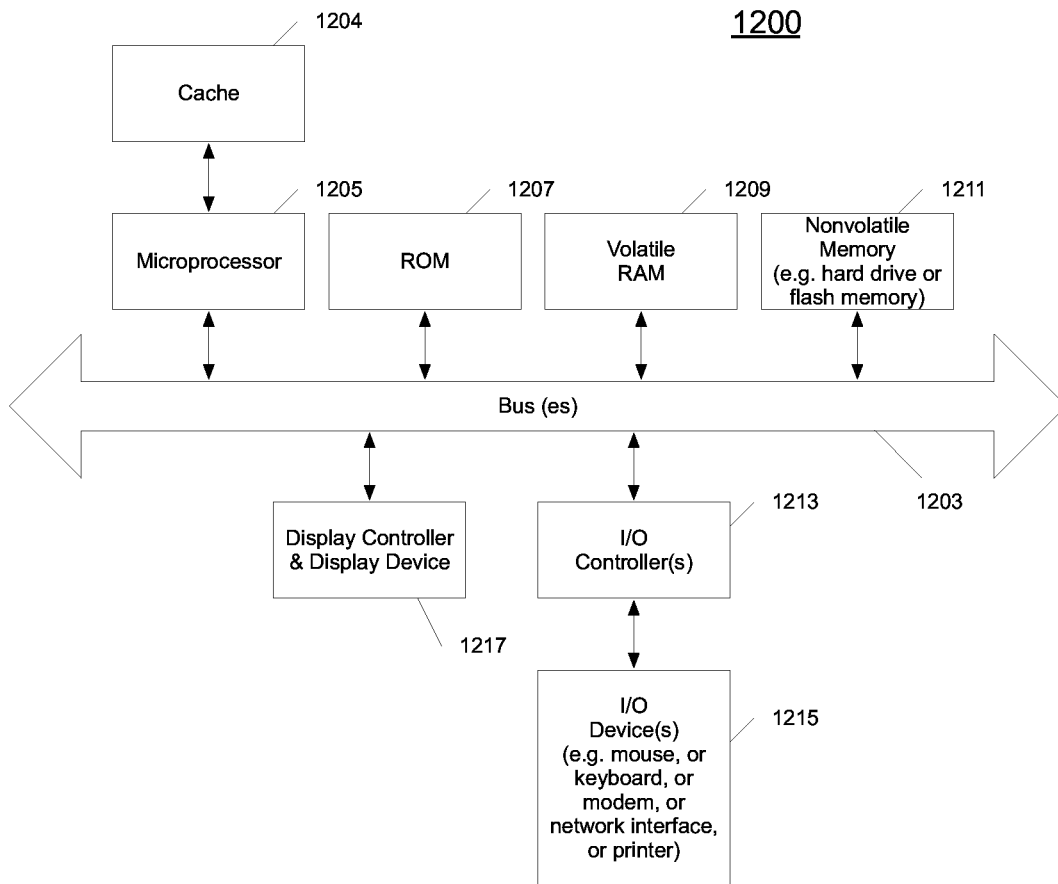 1200
1204
Cache
1205
1207
1209
1211
Microprocessor
ROM
Volatile
RAM
Nonvolatile
Memory
(e.g. hard drive or
flash memory)
Bus (es)
1203
Display Controller
& Display Device
1217
1213
I/O
Controller(s)
1215
I/O
Device(s)
(e.g. mouse, or
keyboard, or
modem, or
network interface,
or printer)